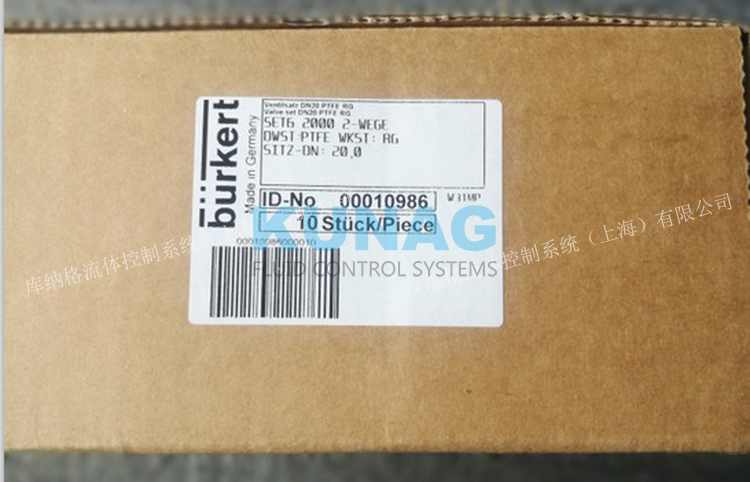 bürkert
Made in Germany
Ventilsatz DN20 PTFE RG
Valve set DN20 PTFE RG
SET6 2000 2-WEGE
DWST:PTFE WKST: RG
SITZ-DN: 20,0
ID-No 00010986
W3IMP
10 Stück/Piece
00010986000010
KUNAG
FLUID CONTROL SYSTEMS
库纳格流体控制系统
控制系统（上海）有限公司